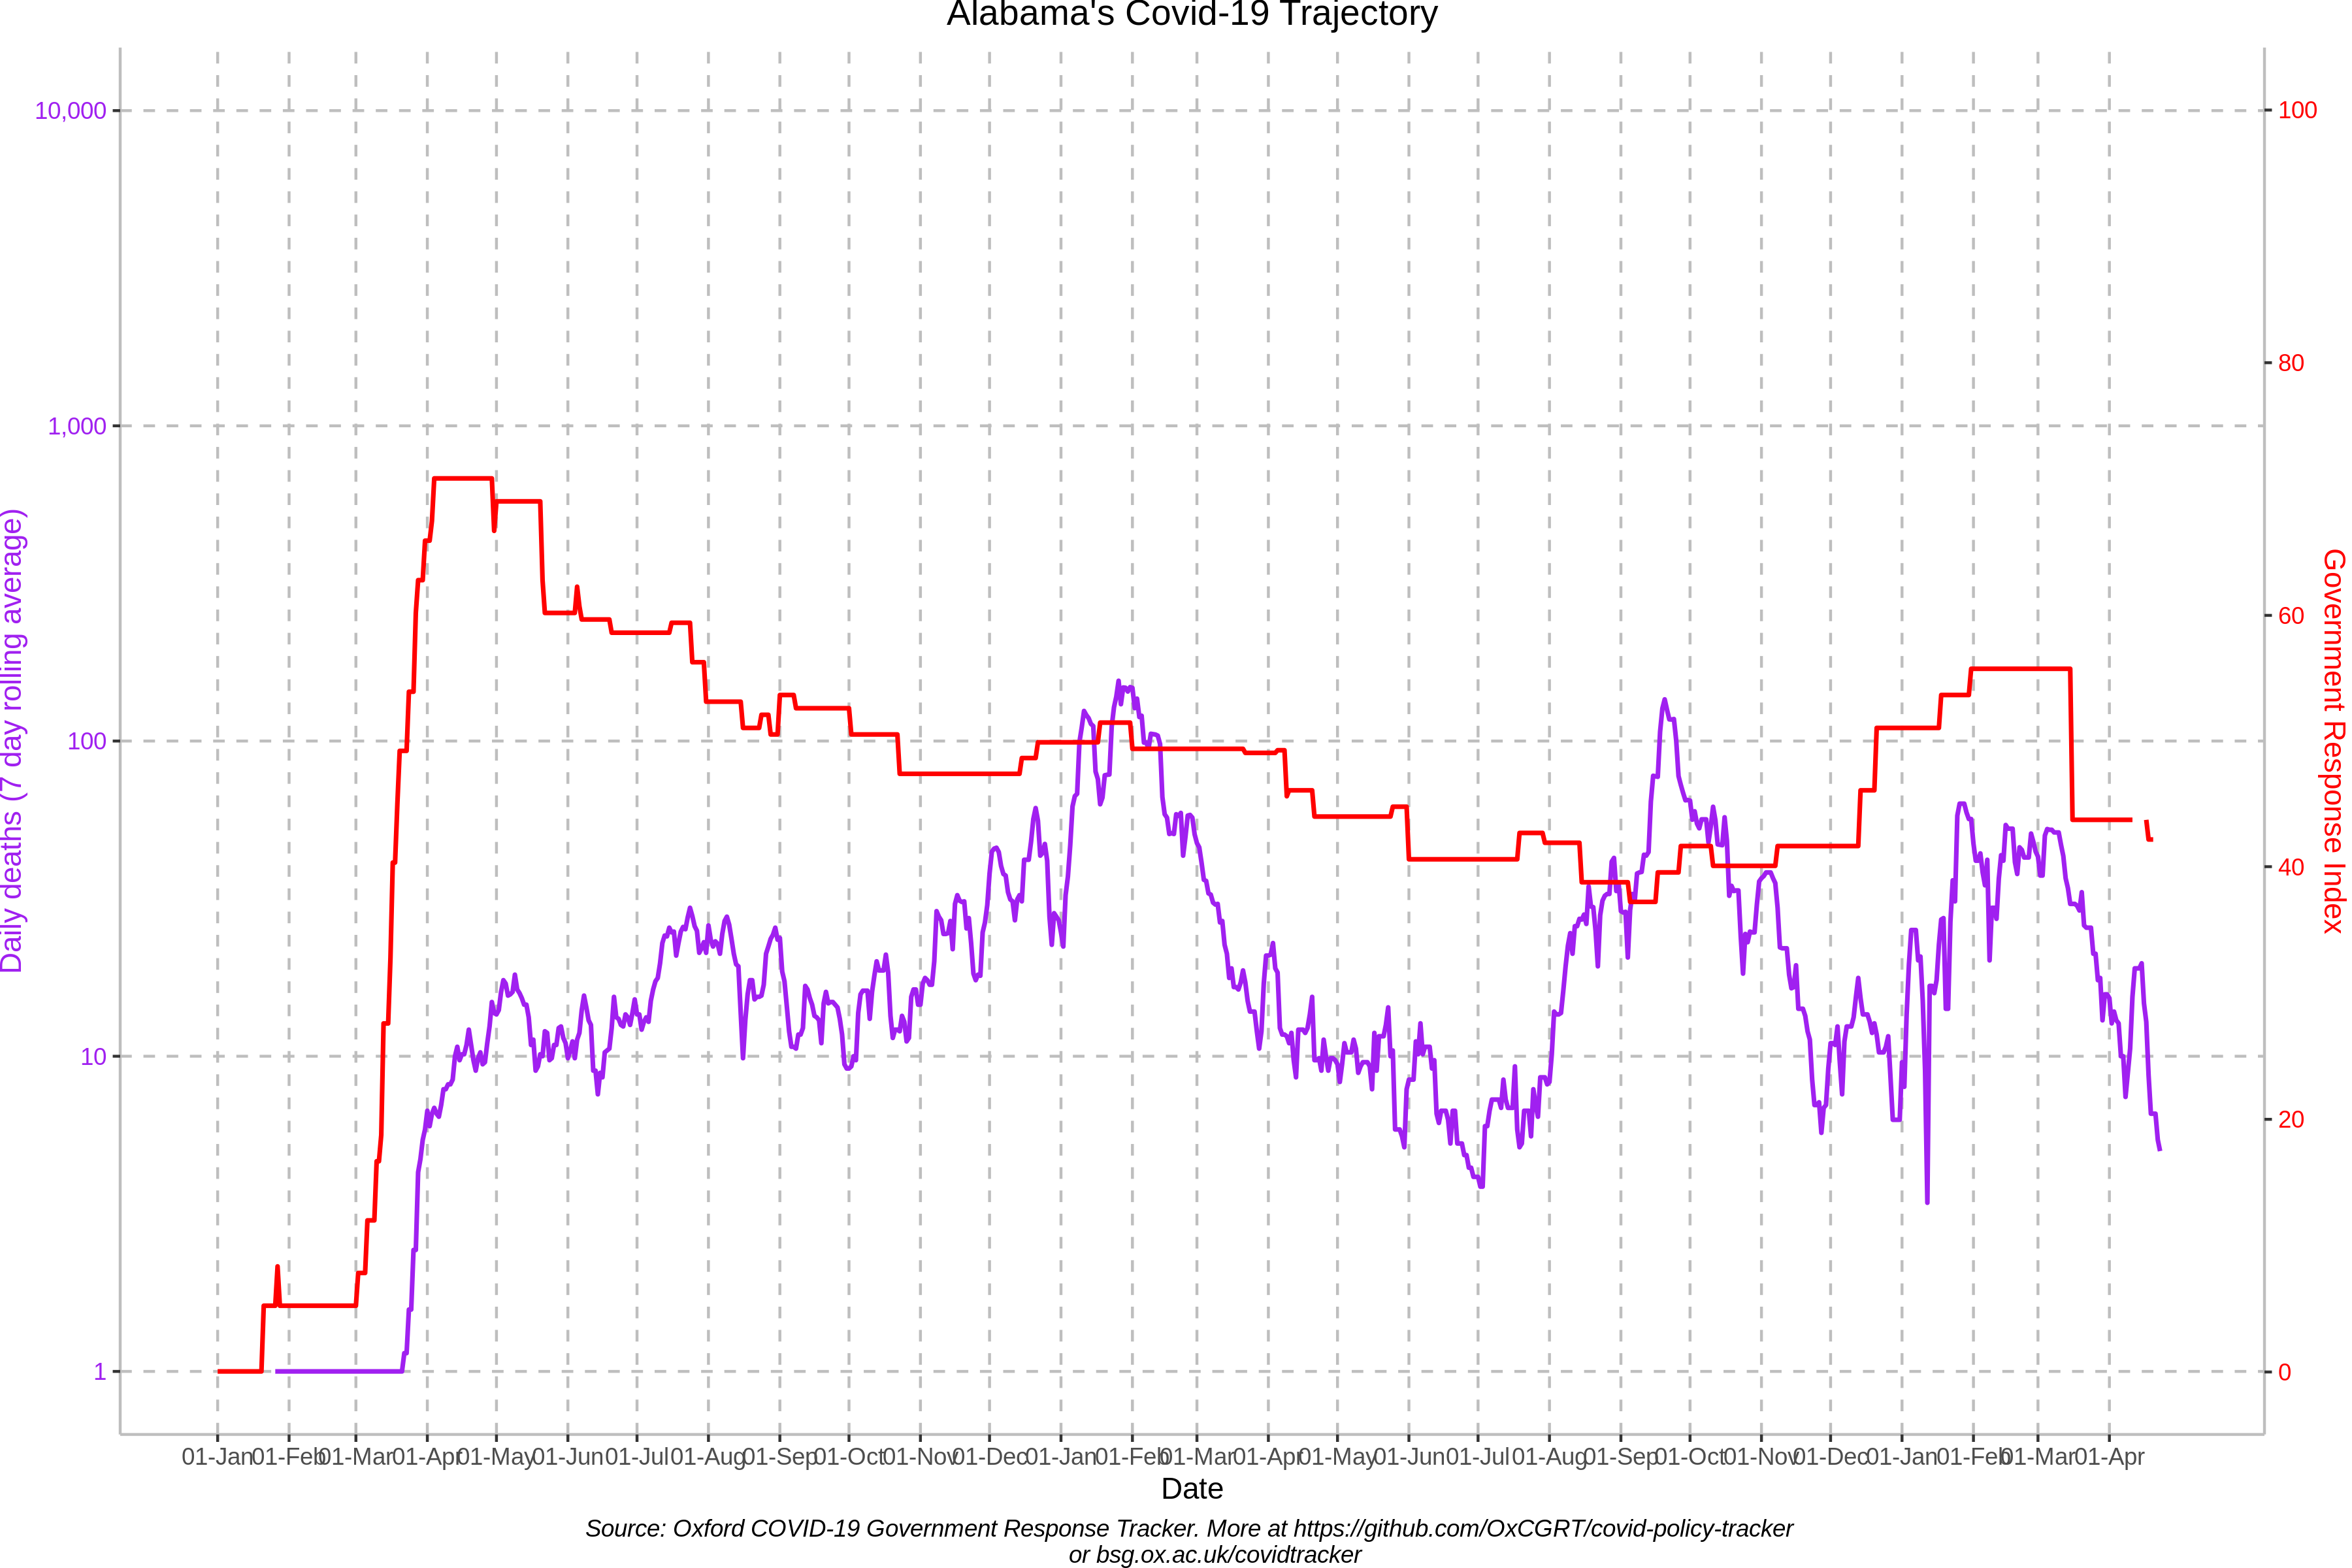 Alabama's Covid-19 Trajectory
10,000
1,000
100
10
1
Daily deaths (7 day rolling average)
100
80
60
40
20
0
Government Response Index
01-Jan 01-Feb 01-Mar 01-Apr 01-May 01-Jun 01-Jul 01-Aug 01-Sep 01-Oct 01-Nov 01-Dec 01-Jan 01-Feb 01-Mar 01-Apr 01-May 01-Jun 01-Jul 01-Aug 01-Sep 01-Oct 01-Nov 01-Dec 01-Jan 01-Feb 01-Mar 01-Apr
Date
Source: Oxford COVID-19 Government Response Tracker. More at https://github.com/OxCGRT/covid-policy-tracker
or bsg.ox.ac.uk/covidtracker